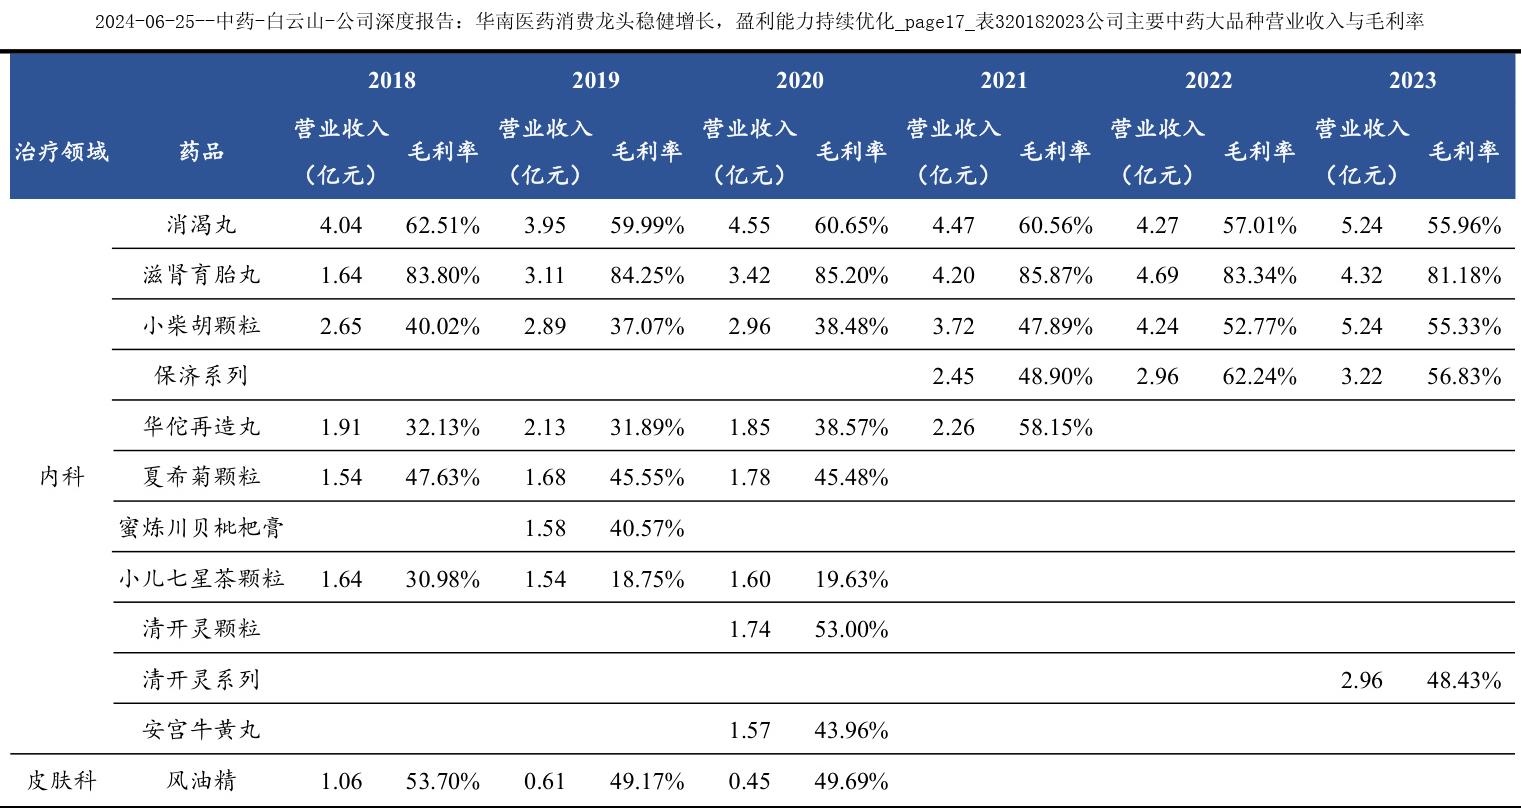 2024-06-25--中药-白云山-公司深度报告：华南医药消费龙头稳健增长，盈利能力持续优化_page17_表320182023公司主要中药大品种营业收入与毛利率
2018 2019 2020 2021 2022 2023
治疗领域 药品 营业收入（亿元） 毛利率 营业收入（亿元） 毛利率 营业收入（亿元） 毛利率 营业收入（亿元） 毛利率 营业收入（亿元） 毛利率 营业收入（亿元） 毛利率
消渴丸 4.04 62.51% 3.95 59.99% 4.55 60.65% 4.47 60.56% 4.27 57.01% 5.24 55.96%
滋肾育胎丸 1.64 83.80% 3.11 84.25% 3.42 85.20% 4.20 85.87% 4.69 83.34% 4.32 81.18%
小柴胡颗粒 2.65 40.02% 2.89 37.07% 2.96 38.48% 3.72 47.89% 4.24 52.77% 5.24 55.33%
保济系列 2.45 48.90% 2.96 62.24% 3.22 56.83%
华佗再造丸 1.91 32.13% 2.13 31.89% 1.85 38.57% 2.26 58.15%
内科 夏希菊颗粒 1.54 47.63% 1.68 45.55% 1.78 45.48%
蜜炼川贝枇杷膏 1.58 40.57%
小儿七星茶颗粒 1.64 30.98% 1.54 18.75% 1.60 19.63%
清开灵颗粒 1.74 53.00%
清开灵系列 2.96 48.43%
安宫牛黄丸 1.57 43.96%
皮肤科 风油精 1.06 53.70% 0.61 49.17% 0.45 49.69%